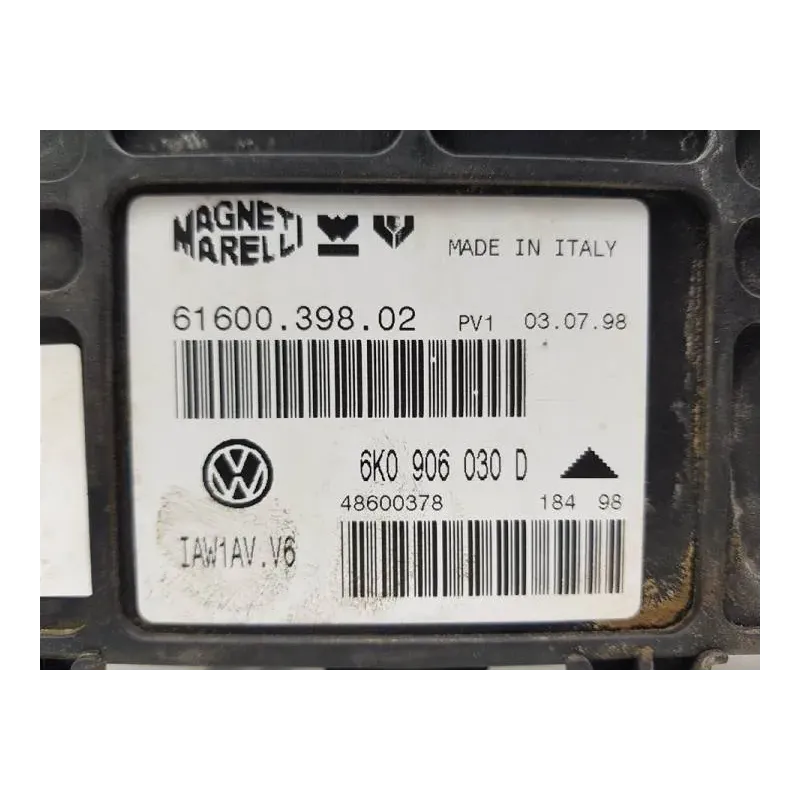 MAGNETI
MARELLI
MADE IN ITALY
61600.398.02 PV1 03.07.98
6K0 906 030 D
48600378 184 98
IAW1AV.V6